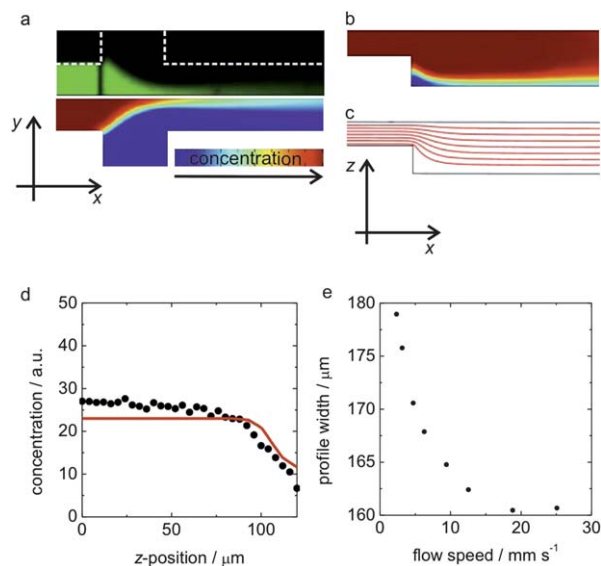 a
b
y
concentration
x
c
z
x
d
50
40
30
20
10
0
0
50
100
concentration / a.u.
z-position / μm
e
180
175
170
165
160
0
10
20
30
profile width / μm
flow speed / mm s⁻¹